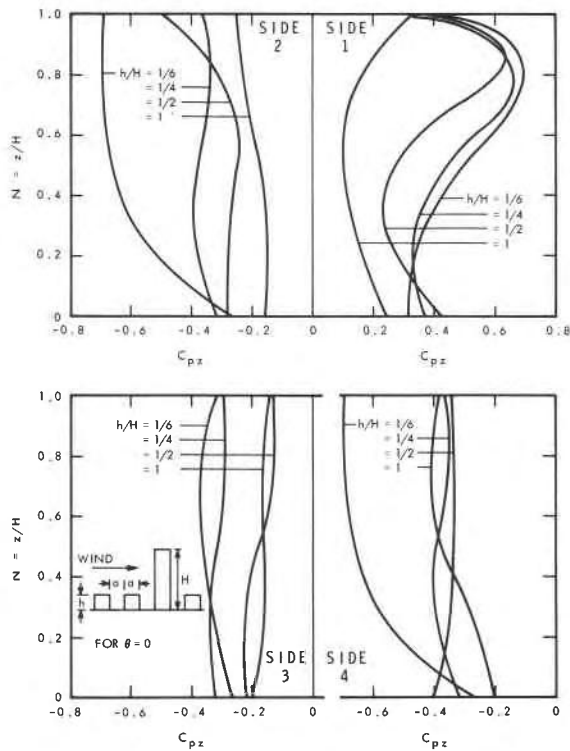 1.0
0.8
0.6
0.4
0.2
0
N = z/H
SIDE
2
SIDE
1
h/H = 1/6
= 1/4
= 1/2
= 1
h/H = 1/6
= 1/4
= 1/2
= 1
-0.8 -0.6 -0.4 -0.2 0 0.2 0.4 0.6 0.8
Cpz Cpz
1.0
0.8
0.6
0.4
0.2
0
N = z/H
h/H = 1/6
= 1/4
= 1/2
= 1
h/H = 1/6
= 1/4
= 1/2
= 1
WIND
a a
H
h
FOR θ = 0
SIDE
3
SIDE
4
-0.8 -0.6 -0.4 -0.2 0 -0.6 -0.4 -0.2 0
Cpz Cpz